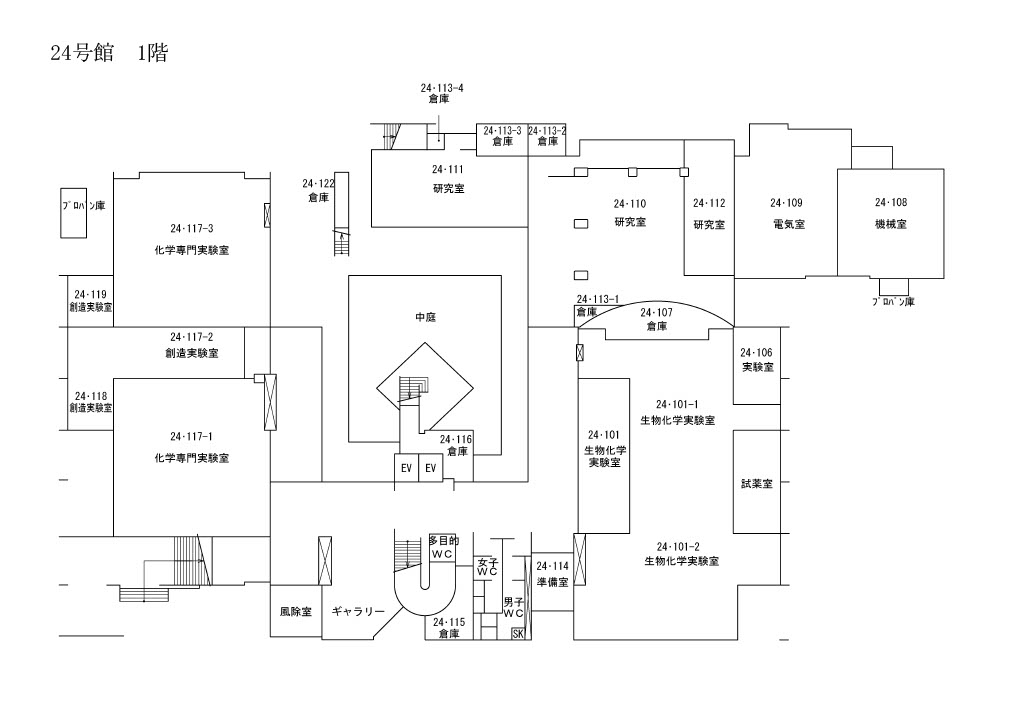 24号館　1階
24・113-4
倉庫
24・113-3
倉庫
24・113-2
倉庫
24・111
研究室
24・122
倉庫
ﾌﾟﾛﾊﾟﾝ庫
24・117-3
化学専門実験室
24・110
研究室
24・112
研究室
24・109
電気室
24・108
機械室
ﾌﾟﾛﾊﾟﾝ庫
24・119
創造実験室
24・113-1
倉庫
24・107
倉庫
中庭
24・117-2
創造実験室
24・106
実験室
24・118
創造実験室
24・101-1
生物化学実験室
24・117-1
化学専門実験室
24・116
倉庫
24・101
生物化学
実験室
EV
EV
試薬室
多目的
WC
女子
WC
24・114
準備室
24・101-2
生物化学実験室
風除室
ギャラリー
男子
WC
24・115
倉庫
SK